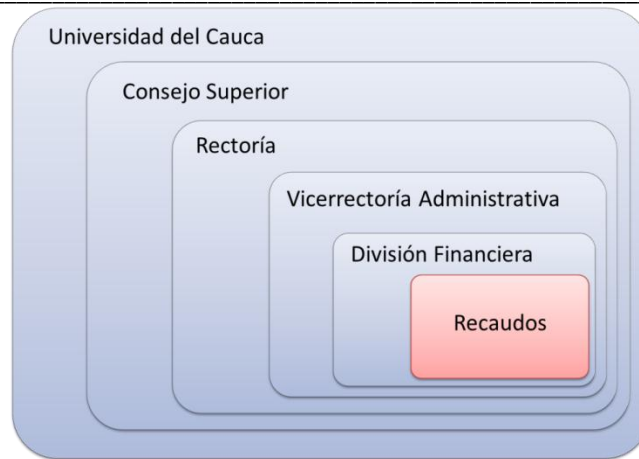 Universidad del Cauca
Consejo Superior
Rectoría
Vicerrectoría Administrativa
División Financiera
Recaudos